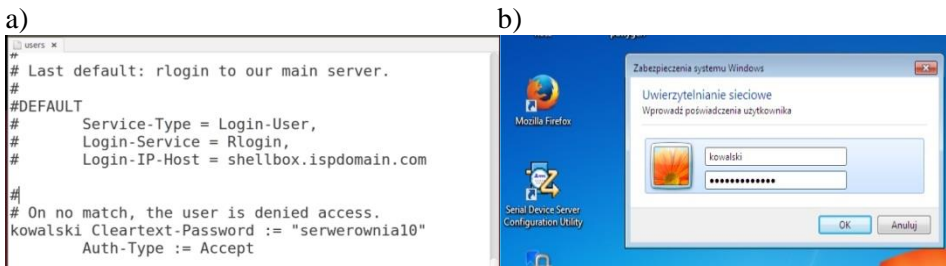 a)
users ×
#
# Last default: rlogin to our main server.
#
#DEFAULT
#       Service-Type = Login-User,
#       Login-Service = Rlogin,
#       Login-IP-Host = shellbox.ispdomain.com
#
# On no match, the user is denied access.
kowalski Cleartext-Password := "serwerownia10"
        Auth-Type := Accept
b)
Mozilla Firefox
Serial Device Server
Configuration Utility
Zabezpieczenia systemu Windows
Uwierzytelnianie sieciowe
Wprowadź poświadczenia użytkownika
kowalski
•••••••••••••
OK Anuluj